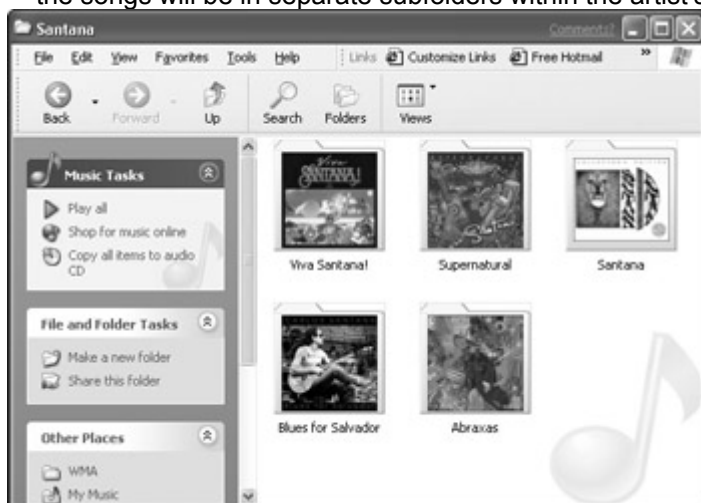 the songs will be in separate subfolders within the artist
Santana Comments?
File Edit View Favorites Tools Help Links Customize Links Free Hotmail »
Back Forward Up Search Folders Views
Music Tasks
Play all
Shop for music online
Copy all items to audio
CD
File and Folder Tasks
Make a new folder
Share this folder
Other Places
WMA
My Music
Viva
SANTANA!
Viva Santana!
Supernatural
Santana
Blues for Salvador
Abraxas